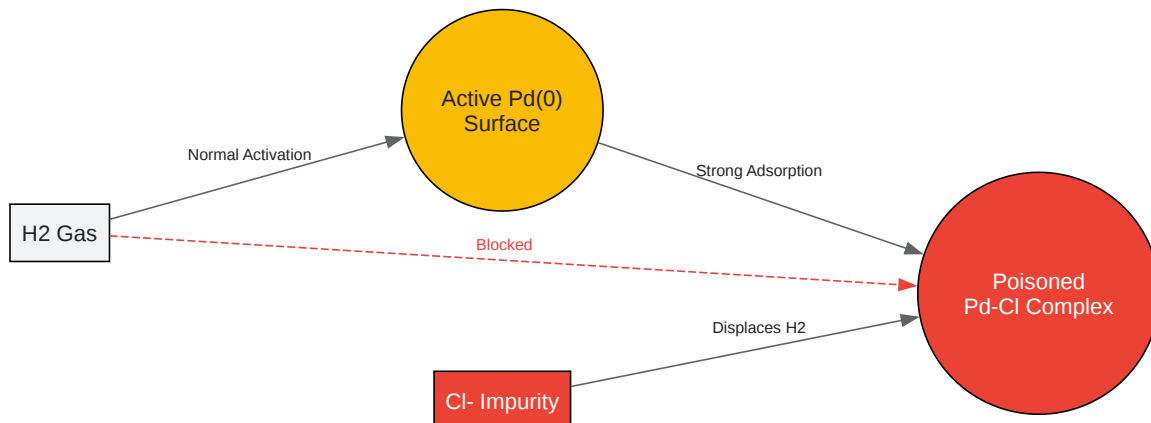 Active Pd(0)
Surface
Normal Activation
Strong Adsorption
H2 Gas
Blocked
Poisoned
Pd-Cl Complex
Displaces H2
Cl- Impurity